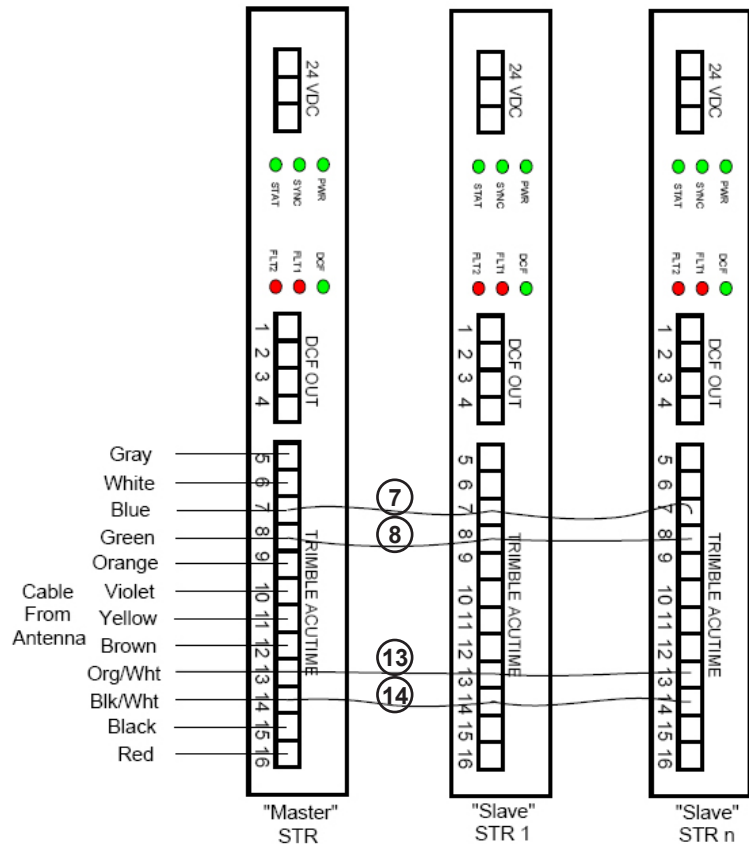 24 VDC
STAT
SYNC
PWR
FLT2
FLT1
DCF
1
2
3
4
DCF OUT
5
6
7
8
9
10
11
12
13
14
15
16
TRIMBLE ACUTIME
24 VDC
STAT
SYNC
PWR
FLT2
FLT1
DCF
1
2
3
4
DCF OUT
5
6
7
8
9
10
11
12
13
14
15
16
TRIMBLE ACUTIME
24 VDC
STAT
SYNC
PWR
FLT2
FLT1
DCF
1
2
3
4
DCF OUT
5
6
7
8
9
10
11
12
13
14
15
16
TRIMBLE ACUTIME
Cable
From
Antenna
Gray
White
Blue
Green
Orange
Violet
Yellow
Brown
Org/Wht
Blk/Wht
Black
Red
7
8
13
14
"Master"
STR
"Slave"
STR 1
"Slave"
STR n